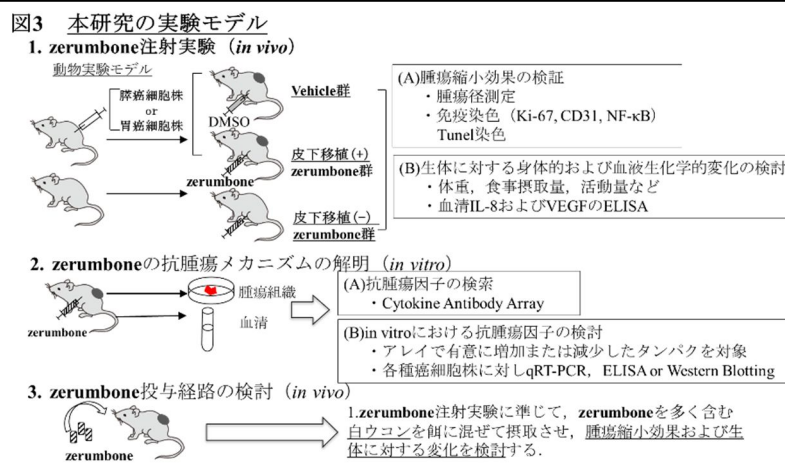 図3 本研究の実験モデル
1. zerumbone注射実験（in vivo）
動物実験モデル
膵癌細胞株
or
胃癌細胞株
DMSO
Vehicle群
zerumbone
皮下移植(+)
zerumbone群
皮下移植(-)
zerumbone群
(A)腫瘍縮小効果の検証
・腫瘍径測定
・免疫染色（Ki-67, CD31, NF-κB）
Tunel染色
(B)生体に対する身体的および血液生化学的変化の検討
・体重，食事摂取量，活動量など
・血清IL-8およびVEGFのELISA
2. zerumboneの抗腫瘍メカニズムの解明（in vitro）
zerumbone
腫瘍組織
血清
(A)抗腫瘍因子の検索
・Cytokine Antibody Array
(B)in vitroにおける抗腫瘍因子の検討
・アレイで有意に増加または減少したタンパクを対象
・各種癌細胞株に対しqRT-PCR，ELISA or Western Blotting
3. zerumbone投与経路の検討（in vivo）
zerumbone
1.zerumbone注射実験に準じて，zerumboneを多く含む
白ウコンを餌に混ぜて摂取させ，腫瘍縮小効果および生
体に対する変化を検討する．